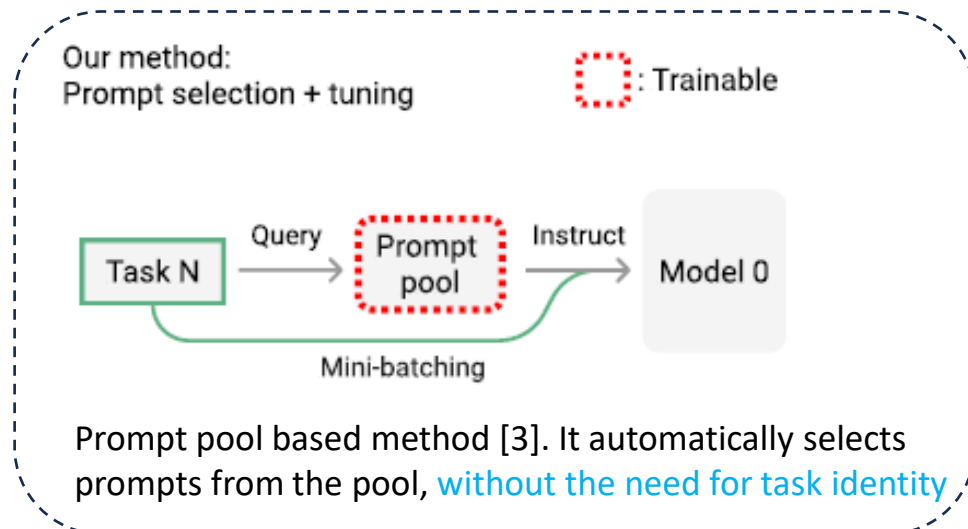 Our method:
Prompt selection + tuning
: Trainable
Query
Prompt
pool
Instruct
Task N
Model 0
Mini-batching
Prompt pool based method [3]. It automatically selects
prompts from the pool, without the need for task identity